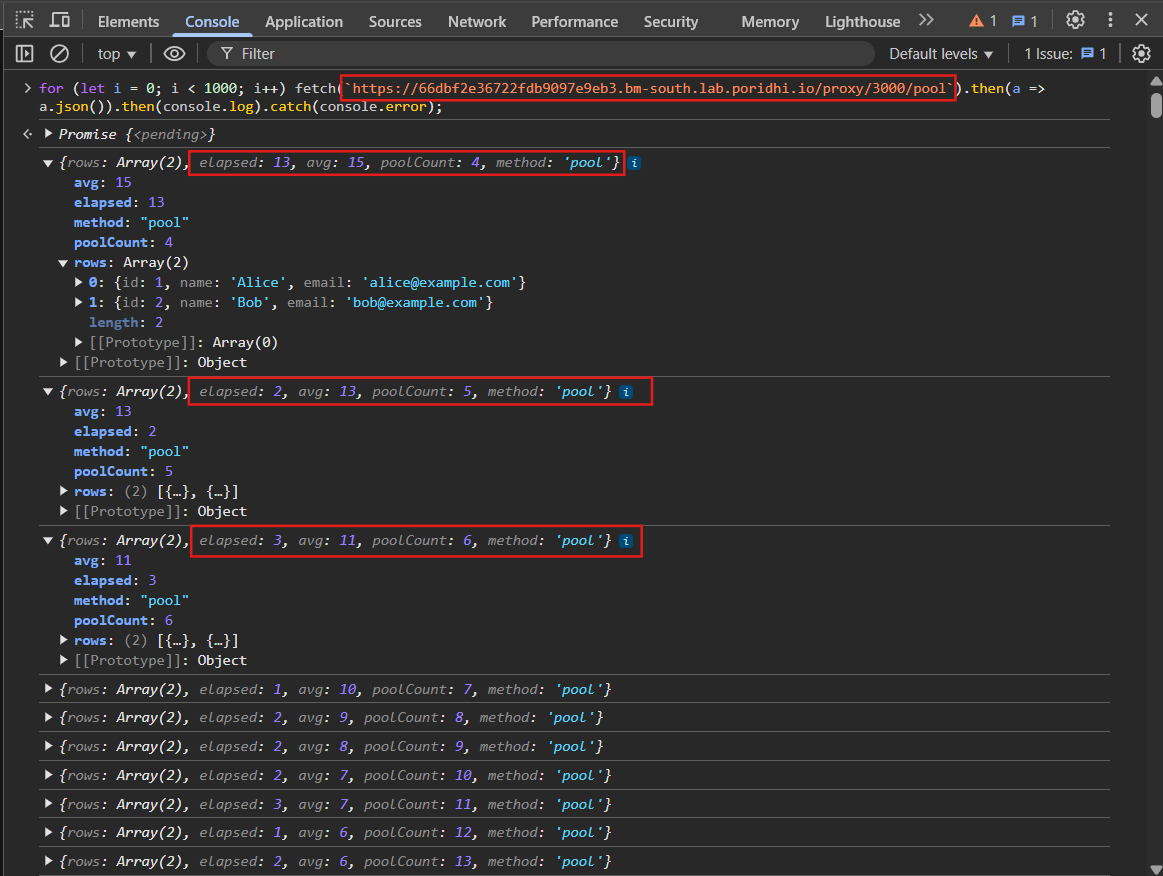 Elements Console Application Sources Network Performance Security Memory Lighthouse 1 1
top Filter Default levels 1 Issue: 1
for (let i = 0; i < 1000; i++) fetch(`https://66dbf2e36722fdb9097e9eb3.bm-south.lab.poridhi.io/proxy/3000/pool`).then(a =>
a.json()).then(console.log).catch(console.error);
Promise {<pending>}
{rows: Array(2), elapsed: 13, avg: 15, poolCount: 4, method: 'pool'} i
avg: 15
elapsed: 13
method: "pool"
poolCount: 4
rows: Array(2)
0: {id: 1, name: 'Alice', email: 'alice@example.com'}
1: {id: 2, name: 'Bob', email: 'bob@example.com'}
length: 2
[[Prototype]]: Array(0)
[[Prototype]]: Object
{rows: Array(2), elapsed: 2, avg: 13, poolCount: 5, method: 'pool'} i
avg: 13
elapsed: 2
method: "pool"
poolCount: 5
rows: (2) [{…}, {…}]
[[Prototype]]: Object
{rows: Array(2), elapsed: 3, avg: 11, poolCount: 6, method: 'pool'} i
avg: 11
elapsed: 3
method: "pool"
poolCount: 6
rows: (2) [{…}, {…}]
[[Prototype]]: Object
{rows: Array(2), elapsed: 1, avg: 10, poolCount: 7, method: 'pool'}
{rows: Array(2), elapsed: 2, avg: 9, poolCount: 8, method: 'pool'}
{rows: Array(2), elapsed: 2, avg: 8, poolCount: 9, method: 'pool'}
{rows: Array(2), elapsed: 2, avg: 7, poolCount: 10, method: 'pool'}
{rows: Array(2), elapsed: 3, avg: 7, poolCount: 11, method: 'pool'}
{rows: Array(2), elapsed: 1, avg: 6, poolCount: 12, method: 'pool'}
{rows: Array(2), elapsed: 2, avg: 6, poolCount: 13, method: 'pool'}